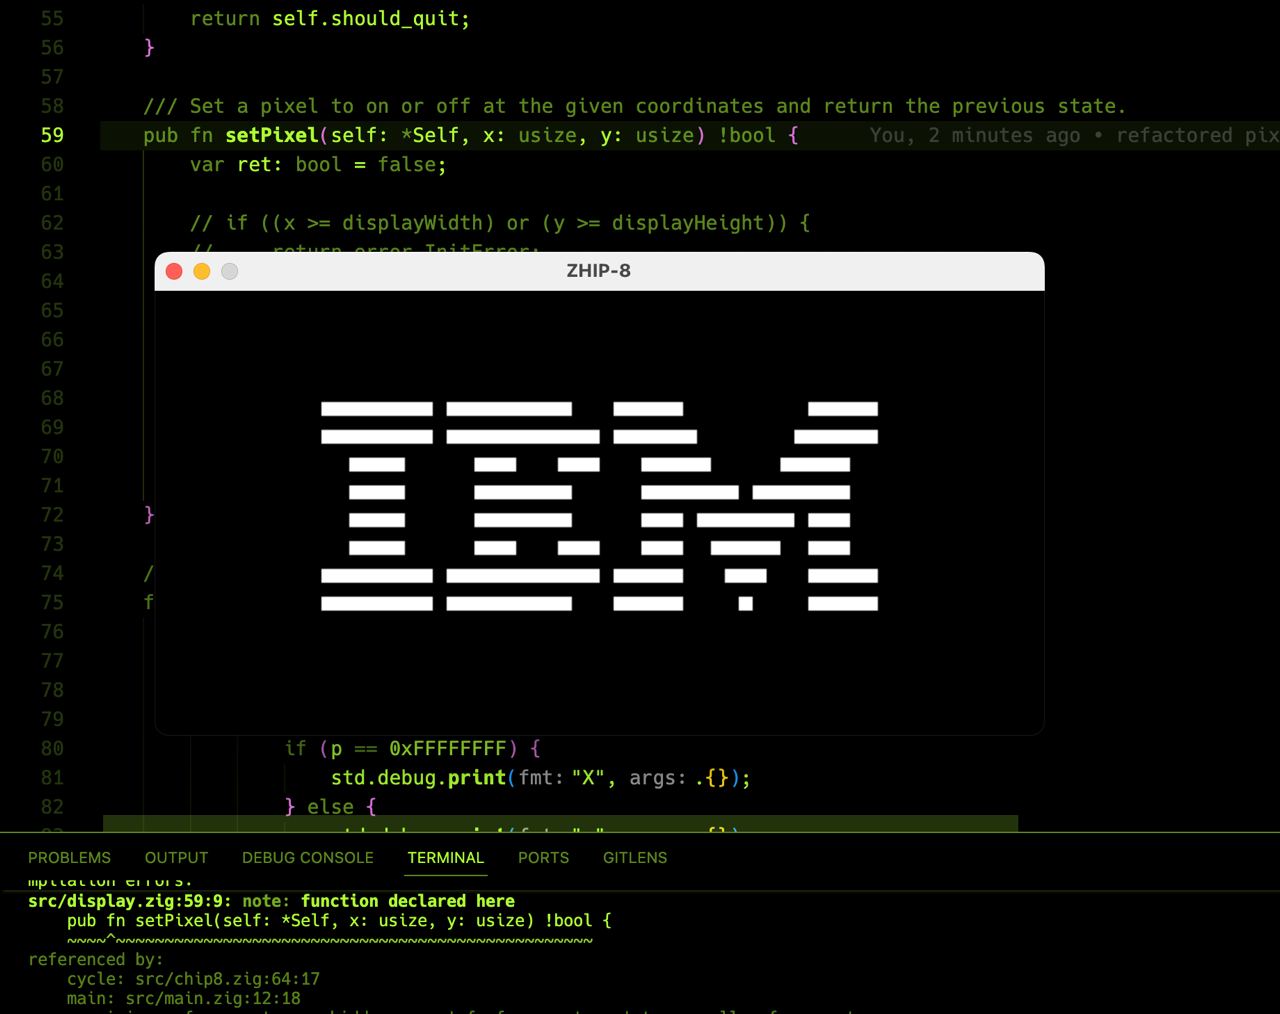 55 return self.should_quit;
56 }
57
58 /// Set a pixel to on or off at the given coordinates and return the previous state.
59 pub fn setPixel(self: *Self, x: usize, y: usize) !bool { You, 2 minutes ago • refactored pix
60 var ret: bool = false;
61
62 // if ((x >= displayWidth) or (y >= displayHeight)) {
63 // return error.InitError;
64
65
66
67
68
69
70
71
72 }
73
74 /
75 f
76
77
78
79
ZHIP-8
IBM
80 if (p == 0xFFFFFFFF) {
81 std.debug.print(fmt: "X", args: .{});
82 } else {
PROBLEMS OUTPUT DEBUG CONSOLE TERMINAL PORTS GITLENS
mpilation errors.
src/display.zig:59:9: note: function declared here
pub fn setPixel(self: *Self, x: usize, y: usize) !bool {
~~~~^~~~~~~~~~~~~~~~~~~~~~~~~~~~~~~~~~~~~~~~~~~~~~~~~~
referenced by:
cycle: src/chip8.zig:64:17
main: src/main.zig:12:18